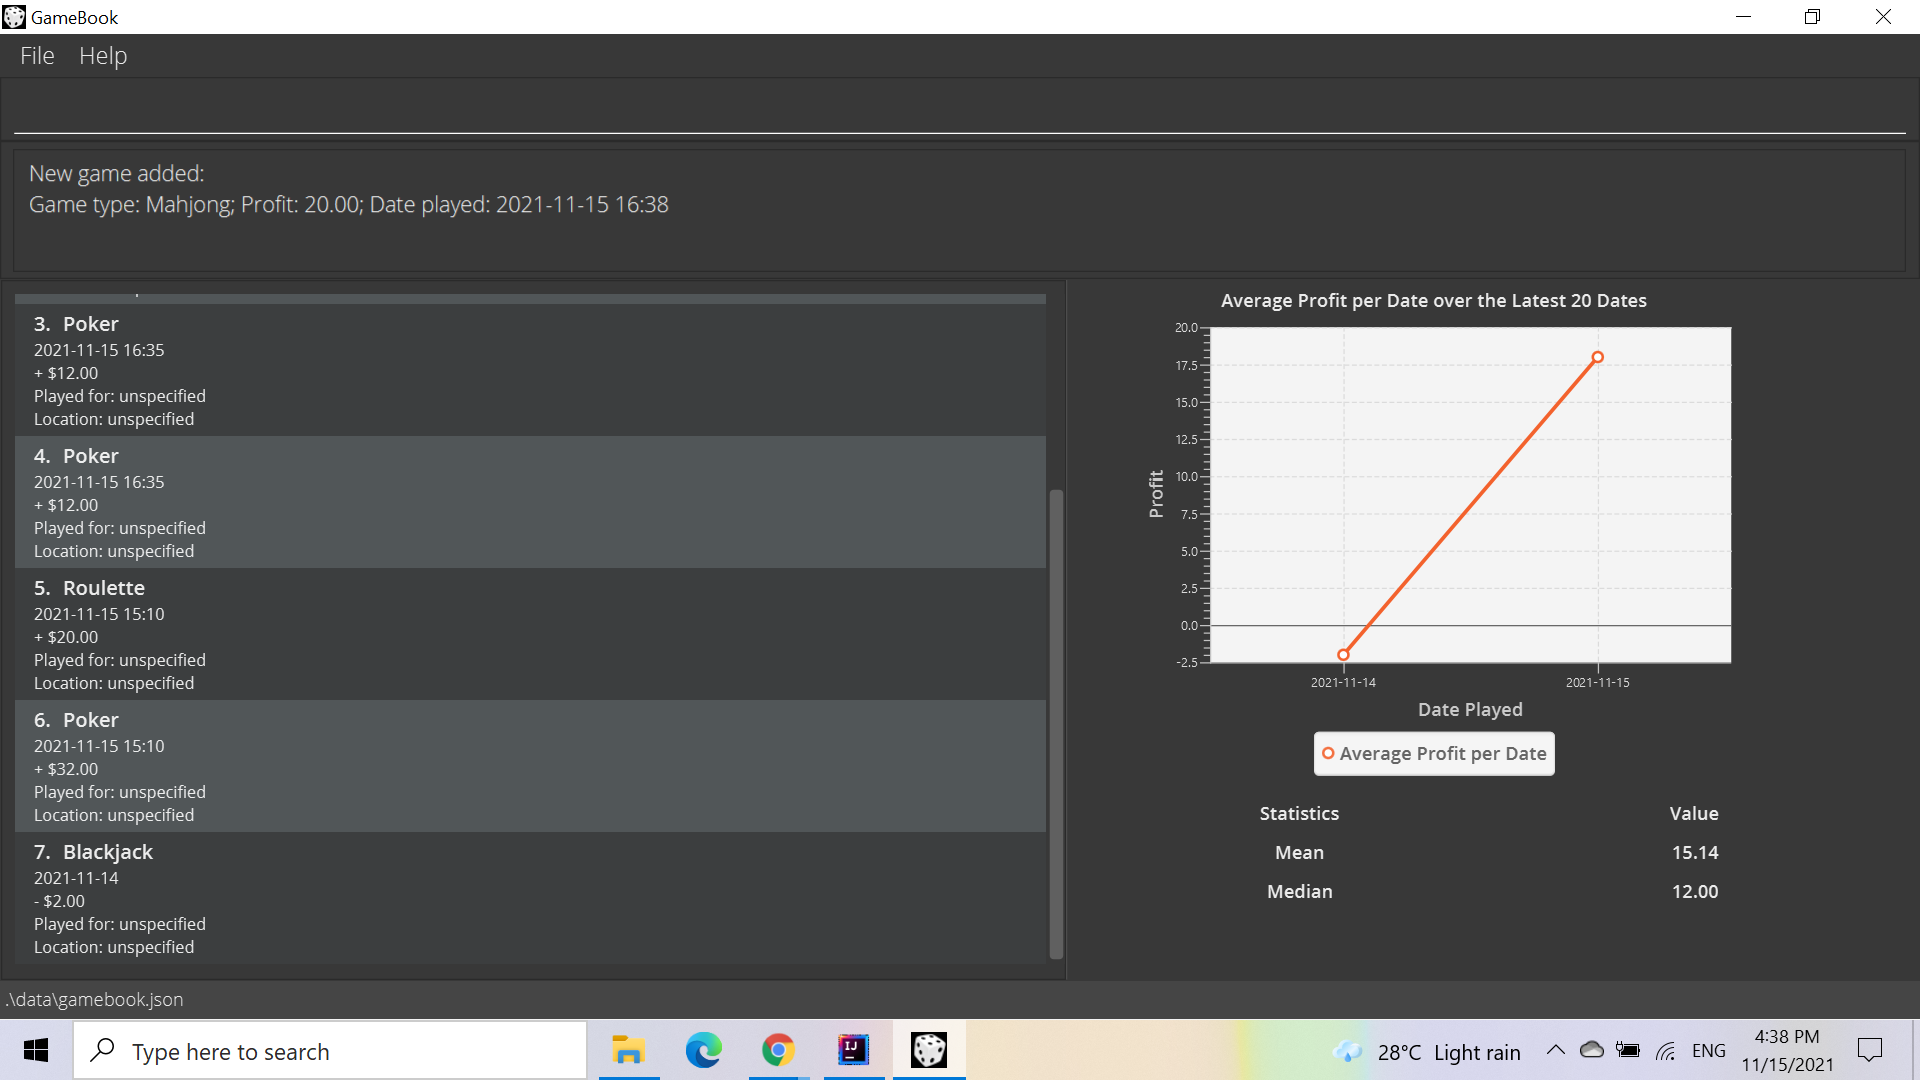 GameBook
File Help
New game added:
Game type: Mahjong; Profit: 20.00; Date played: 2021-11-15 16:38
3. Poker
2021-11-15 16:35
+ $12.00
Played for: unspecified
Location: unspecified
4. Poker
2021-11-15 16:35
+ $12.00
Played for: unspecified
Location: unspecified
5. Roulette
2021-11-15 15:10
+ $20.00
Played for: unspecified
Location: unspecified
6. Poker
2021-11-15 15:10
+ $32.00
Played for: unspecified
Location: unspecified
7. Blackjack
2021-11-14
- $2.00
Played for: unspecified
Location: unspecified
Average Profit per Date over the Latest 20 Dates
Profit
20.0
17.5
15.0
12.5
10.0
7.5
5.0
2.5
0.0
-2.5
2021-11-14 2021-11-15
Date Played
Average Profit per Date
Statistics Value
Mean 15.14
Median 12.00
.\data\gamebook.json
Type here to search
IJ
28°C Light rain
ENG
4:38 PM
11/15/2021